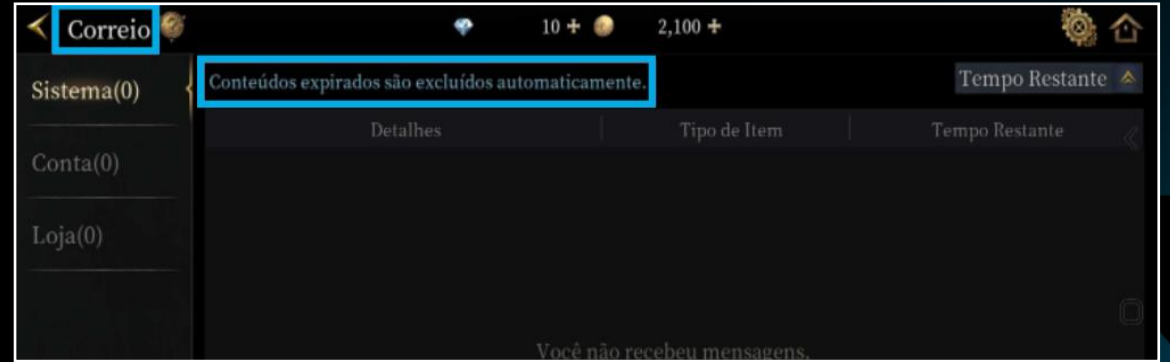 Correio
10 +
2,100 +
Sistema(0)
Conteúdos expirados são excluídos automaticamente.
Tempo Restante
Detalhes
Tipo de Item
Tempo Restante
Conta(0)
Loja(0)
Você não recebeu mensagens.